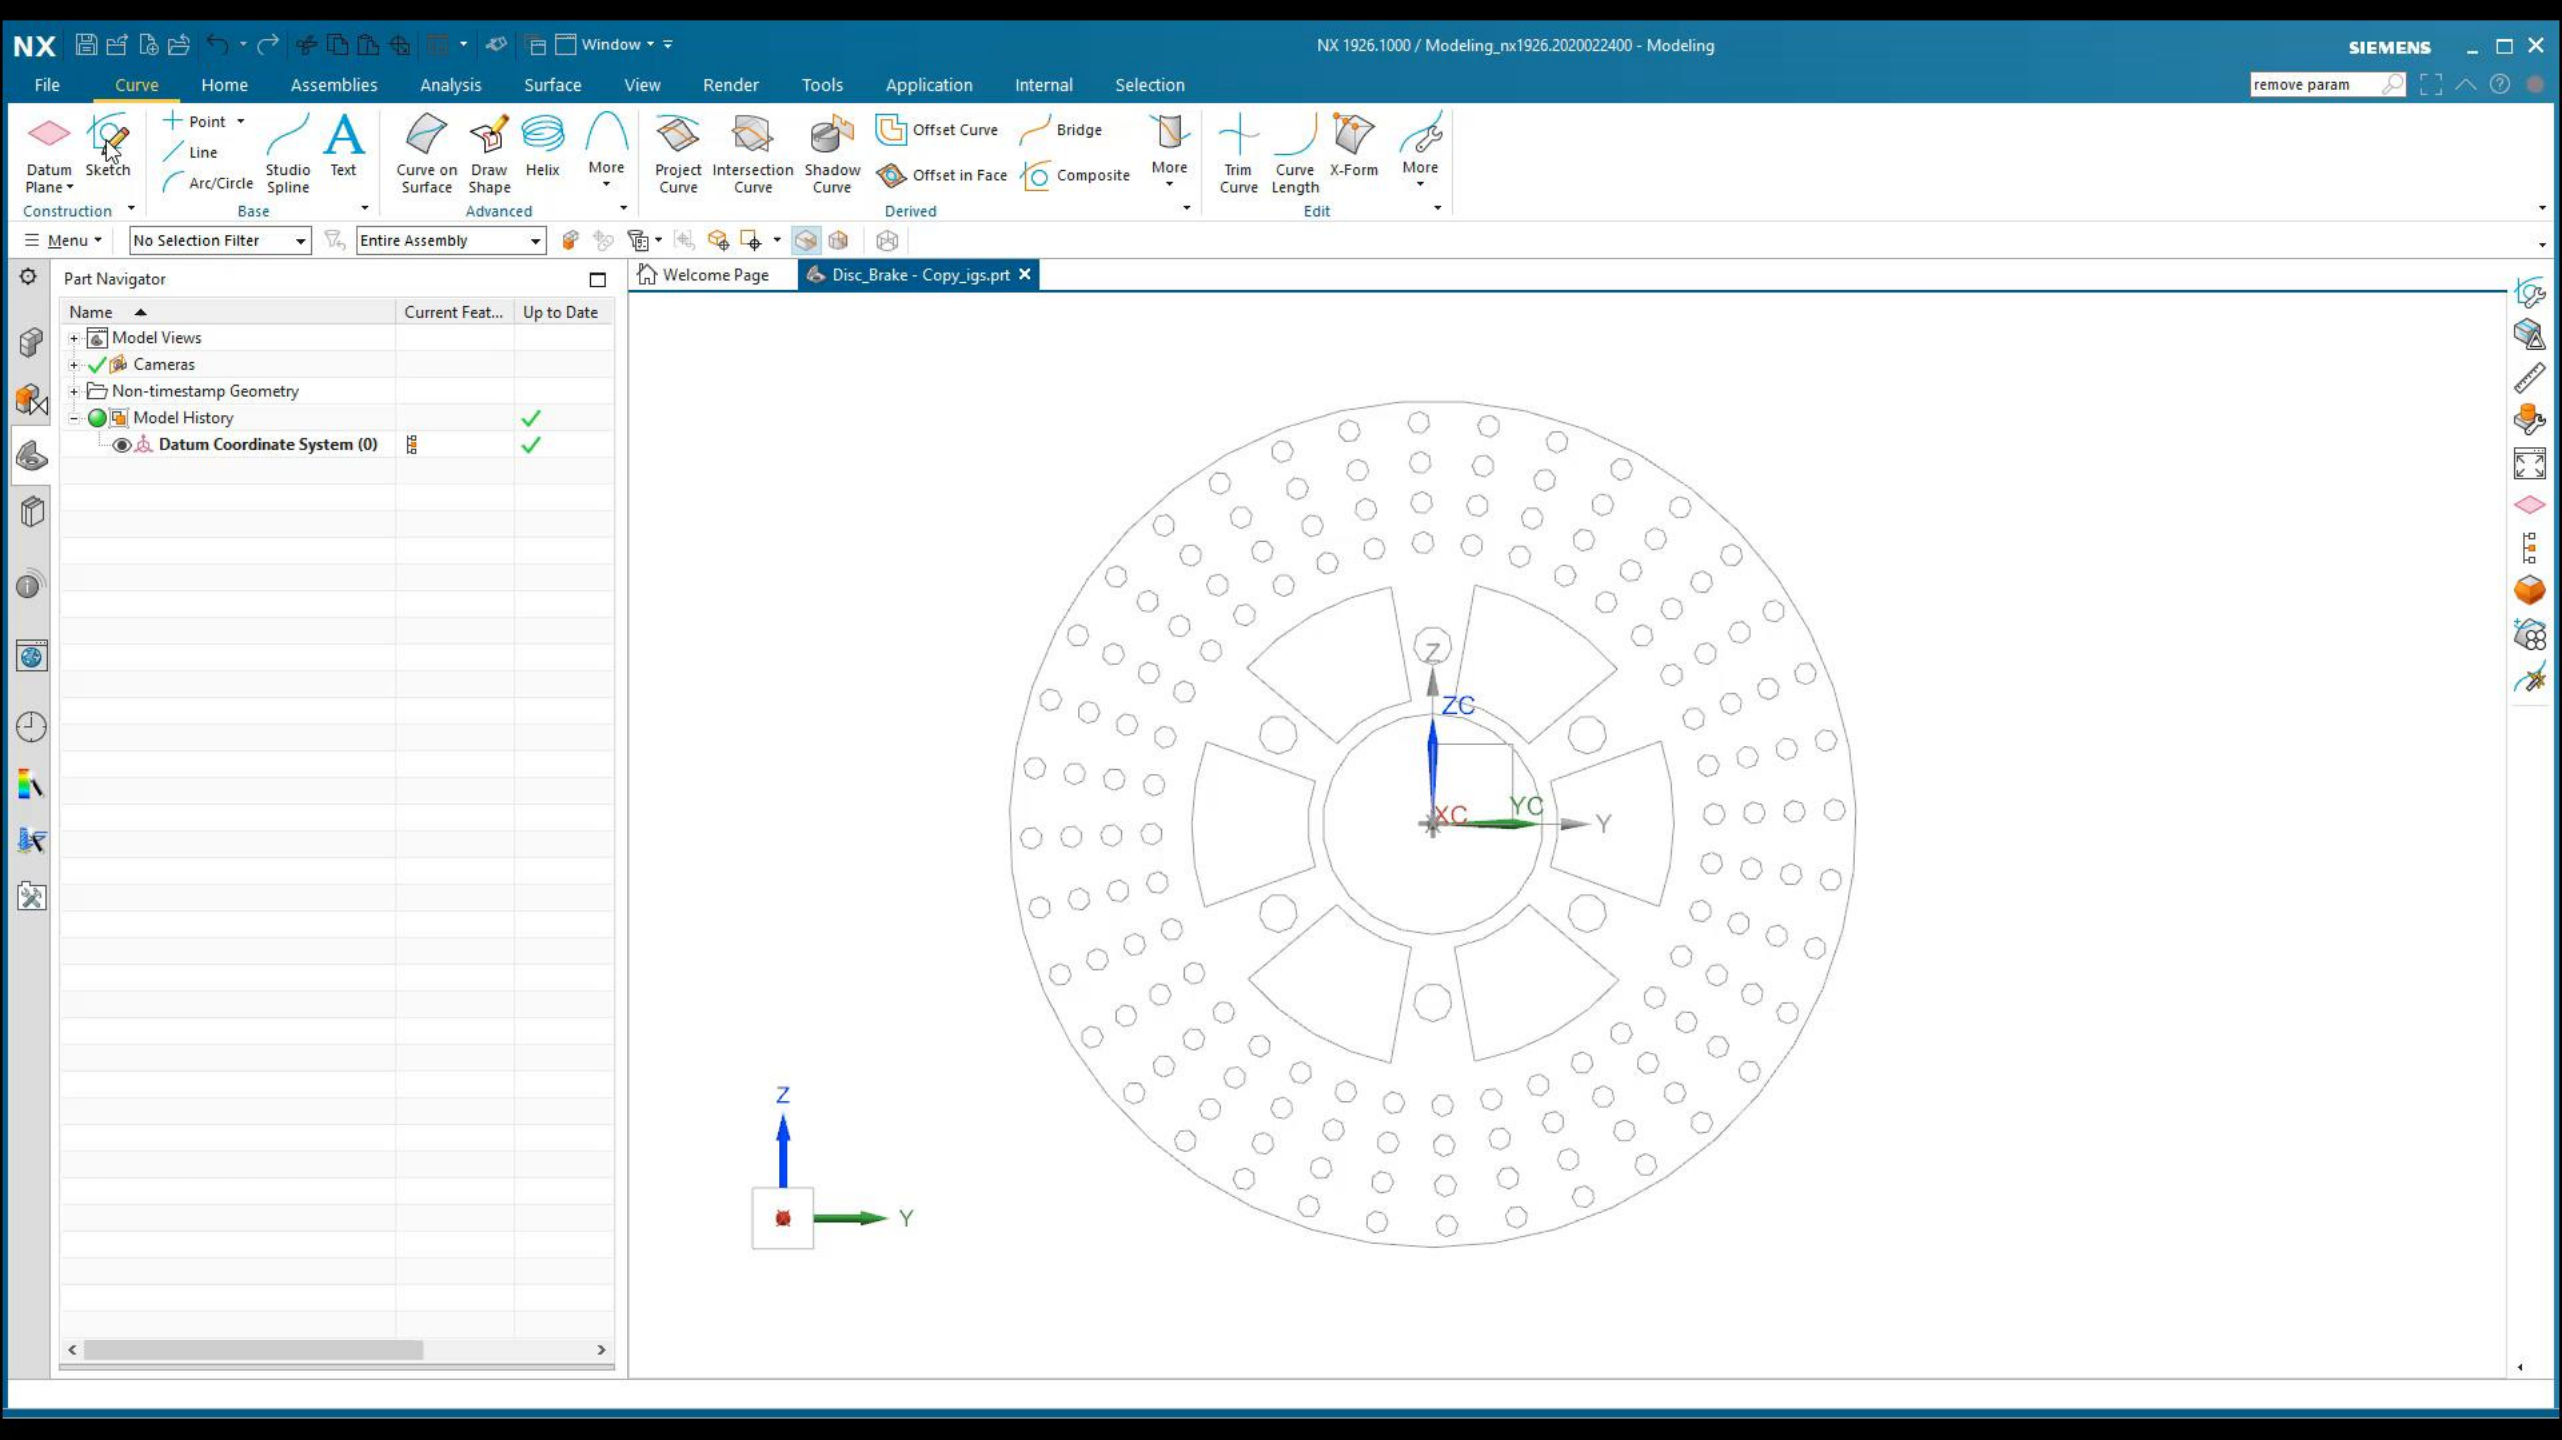 NX Window NX 1926.1000 / Modeling_nx1926.2020022400 - Modeling SIEMENS
File Curve Home Assemblies Analysis Surface View Render Tools Application Internal Selection remove param
Datum Plane
Sketch
Point
Line
Arc/Circle
Studio Spline
Text
Curve on Surface
Draw Shape
Helix
More
Project Curve
Intersection Curve
Shadow Curve
Offset Curve
Offset in Face
Bridge
Composite
More
Trim Curve
Curve Length
X-Form
More
Construction Base Advanced Derived Edit
Menu No Selection Filter Entire Assembly
Part Navigator
Welcome Page Disc_Brake - Copy_igs.prt
Name Current Feat... Up to Date
Model Views
Cameras
Non-timestamp Geometry
Model History
Datum Coordinate System (0)
Z
ZC
XC YC
Y
Z
Y